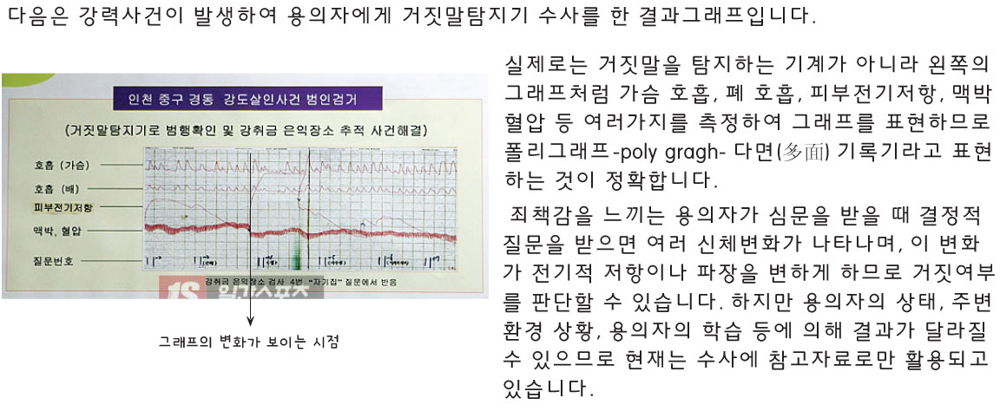 다음은 강력사건이 발생하여 용의자에게 거짓말탐지기 수사를 한 결과그래프입니다.
인천 중구 경동 강도살인사건 범인검거
(거짓말탐지기로 범행확인 및 강취금 은익장소 추적 사건해결)
호흡 (가슴)
호흡 (배)
피부전기저항
맥박, 혈압
질문번호
강취금 은익장소 검사 4번 "자기집" 질문에서 반응
IS 일간스포츠
그래프의 변화가 보이는 시점
실제로는 거짓말을 탐지하는 기계가 아니라 왼쪽의
그래프처럼 가슴 호흡, 폐 호흡, 피부전기저항, 맥박
혈압 등 여러가지를 측정하여 그래프를 표현하므로
폴리그래프-poly gragh- 다면(多面) 기록기라고 표현
하는 것이 정확합니다.
죄책감을 느끼는 용의자가 심문을 받을 때 결정적
질문을 받으면 여러 신체변화가 나타나며, 이 변화
가 전기적 저항이나 파장을 변하게 하므로 거짓여부
를 판단할 수 있습니다. 하지만 용의자의 상태, 주변
환경 상황, 용의자의 학습 등에 의해 결과가 달라질
수 있으므로 현재는 수사에 참고자료로만 활용되고
있습니다.